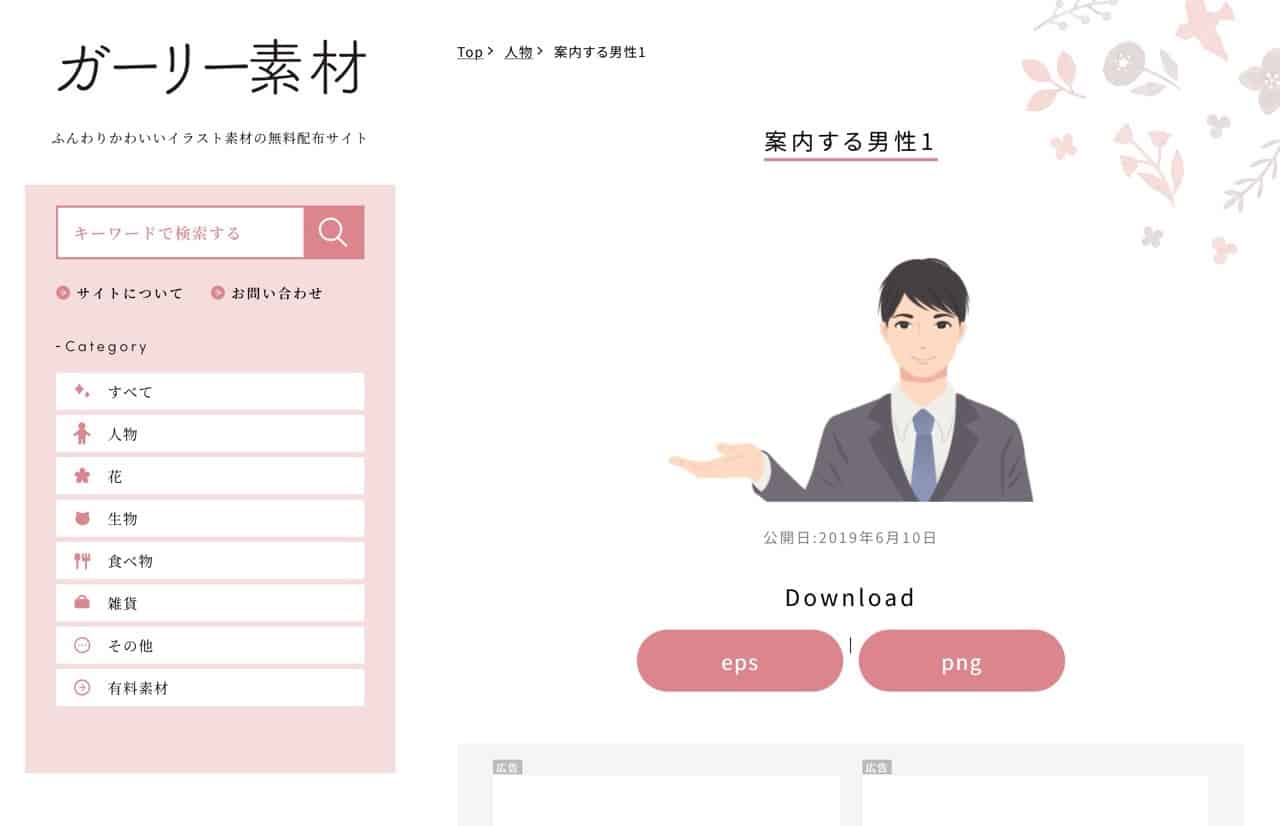 ガーリー素材
ふんわりかわいいイラスト素材の無料配布サイト
キーワードで検索する
サイトについて お問い合わせ
-Category
すべて
人物
花
生物
食べ物
雑貨
その他
有料素材
Top > 人物 > 案内する男性1
案内する男性1
公開日:2019年6月10日
Download
eps | png
広告 広告